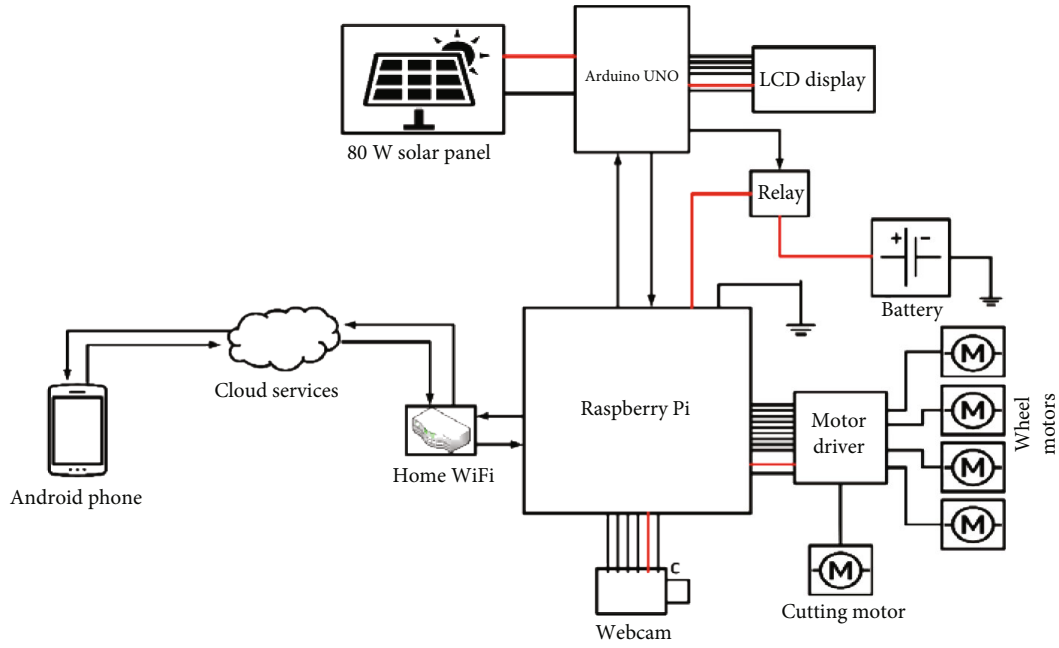 80 W solar panel
Arduino UNO
LCD display
Relay
+ -
Battery
Cloud services
Android phone
Home WiFi
Raspberry Pi
Motor
driver
M
M
M
M
Wheel
motors
M
Cutting motor
C
Webcam